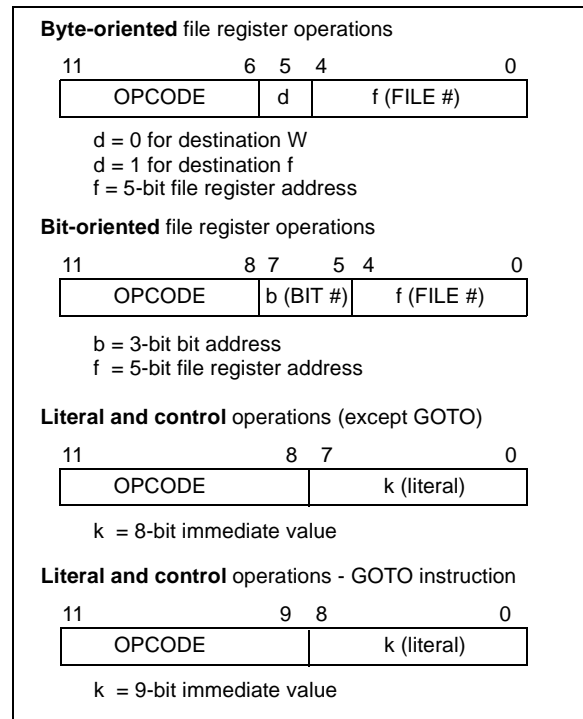 Byte-oriented file register operations
11 6 5 4 0
OPCODE d f (FILE #)
d = 0 for destination W
d = 1 for destination f
f = 5-bit file register address
Bit-oriented file register operations
11 8 7 5 4 0
OPCODE b (BIT #) f (FILE #)
b = 3-bit bit address
f = 5-bit file register address
Literal and control operations (except GOTO)
11 8 7 0
OPCODE k (literal)
k = 8-bit immediate value
Literal and control operations - GOTO instruction
11 9 8 0
OPCODE k (literal)
k = 9-bit immediate value